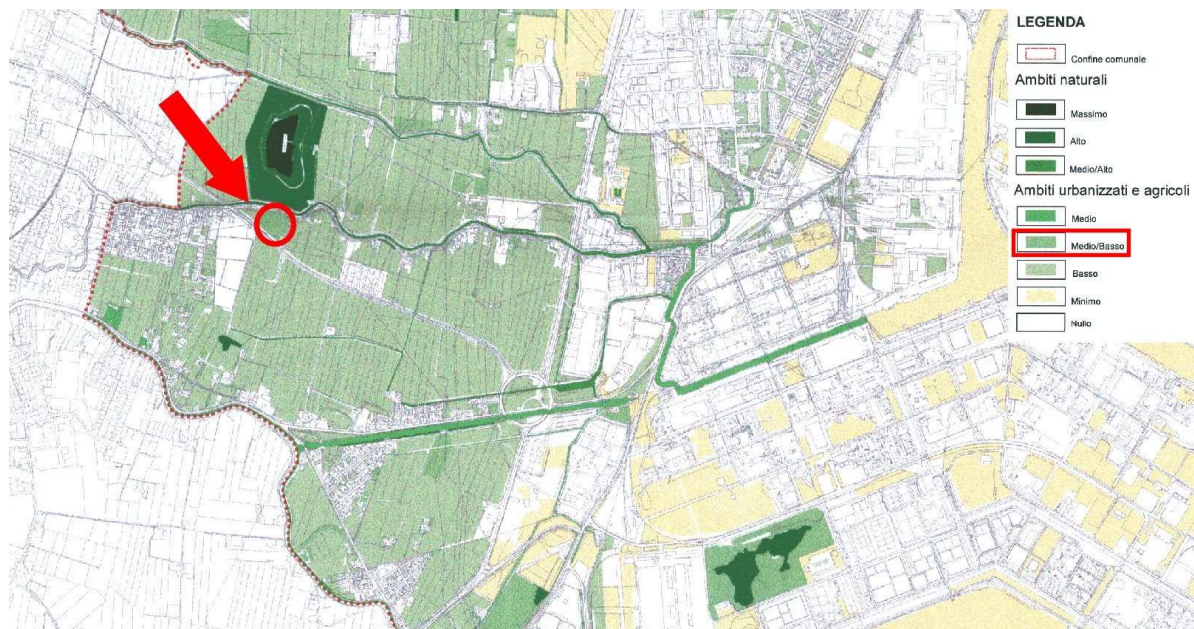 LEGENDA
Confine comunale
Ambiti naturali
Massimo
Alto
Medio/Alto
Ambiti urbanizzati e agricoli
Medio
Medio/Basso
Basso
Minimo
Nullo